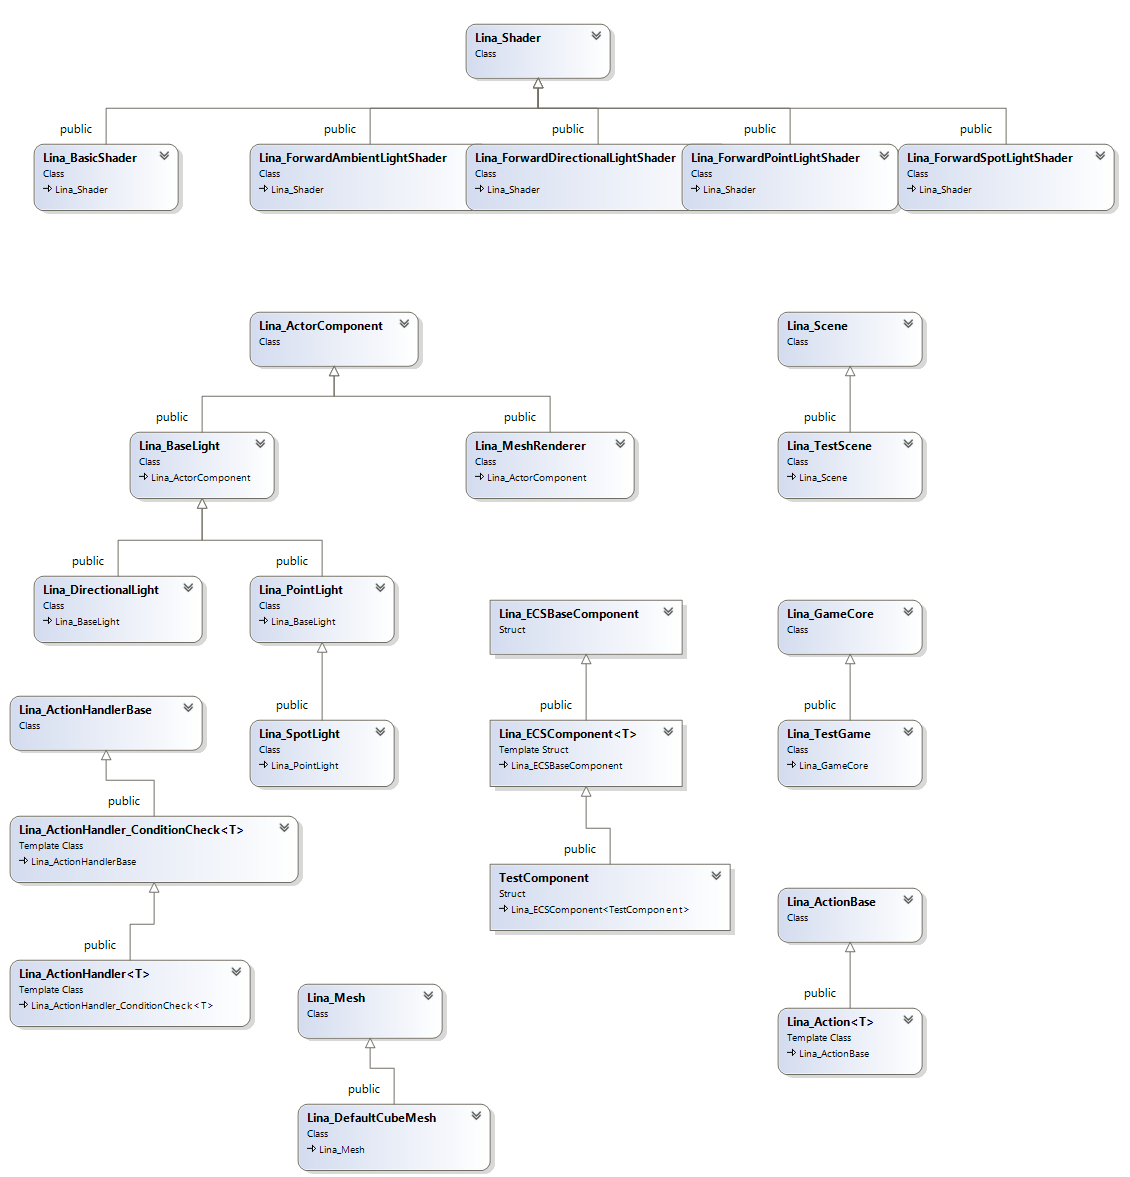 Lina_Shader
Class
public
public
public
public
public
Lina_BasicShader
Class
Lina_Shader
Lina_ForwardAmbientLightShader
Class
Lina_Shader
Lina_ForwardDirectionalLightShader
Class
Lina_Shader
Lina_ForwardPointLightShader
Class
Lina_Shader
Lina_ForwardSpotLightShader
Class
Lina_Shader
Lina_ActorComponent
Class
Lina_Scene
Class
public
public
public
Lina_BaseLight
Class
Lina_ActorComponent
Lina_MeshRenderer
Class
Lina_ActorComponent
Lina_TestScene
Class
Lina_Scene
public
public
Lina_DirectionalLight
Class
Lina_BaseLight
Lina_PointLight
Class
Lina_BaseLight
Lina_ECSBaseComponent
Struct
Lina_GameCore
Class
Lina_ActionHandlerBase
Class
public
public
public
Lina_SpotLight
Class
Lina_PointLight
Lina_ECSComponent<T>
Template Struct
Lina_ECSBaseComponent
Lina_TestGame
Class
Lina_GameCore
public
Lina_ActionHandler_ConditionCheck<T>
Template Class
Lina_ActionHandlerBase
public
TestComponent
Struct
Lina_ECSComponent<TestComponent>
Lina_ActionBase
Class
public
Lina_ActionHandler<T>
Template Class
Lina_ActionHandler_ConditionCheck<T>
Lina_Mesh
Class
public
Lina_Action<T>
Template Class
Lina_ActionBase
public
Lina_DefaultCubeMesh
Class
Lina_Mesh